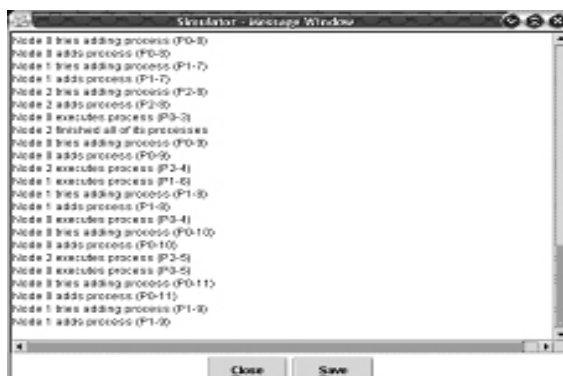 Simulator - Message Window
Node 0 tries adding process (P0-8)
Node 0 adds process (P0-8)
Node 1 tries adding process (P1-7)
Node 1 adds process (P1-7)
Node 2 tries adding process (P2-8)
Node 2 adds process (P2-8)
Node 0 executes process (P0-3)
Node 2 finished all of its processes
Node 0 tries adding process (P0-9)
Node 0 adds process (P0-9)
Node 2 executes process (P2-4)
Node 1 executes process (P1-6)
Node 1 tries adding process (P1-8)
Node 1 adds process (P1-8)
Node 0 executes process (P0-4)
Node 0 tries adding process (P0-10)
Node 0 adds process (P0-10)
Node 2 executes process (P2-5)
Node 0 executes process (P0-5)
Node 0 tries adding process (P0-11)
Node 0 adds process (P0-11)
Node 1 tries adding process (P1-9)
Node 1 adds process (P1-9)
Close Save